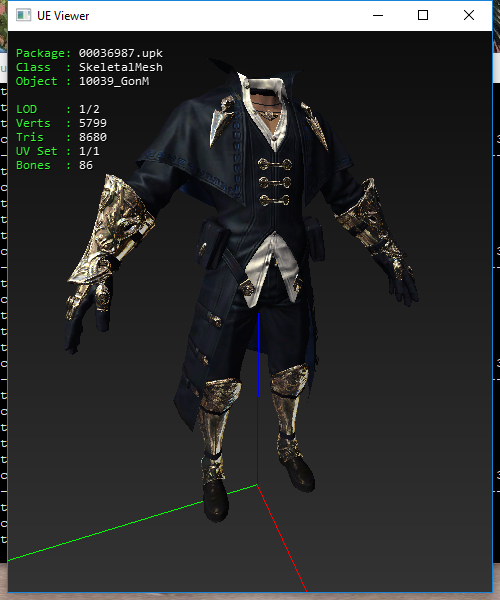 UE Viewer
Package: 00036987.upk
Class  : SkeletalMesh
Object : 10039_GonM
LOD    : 1/2
Verts  : 5799
Tris   : 8680
UV Set : 1/1
Bones  : 86